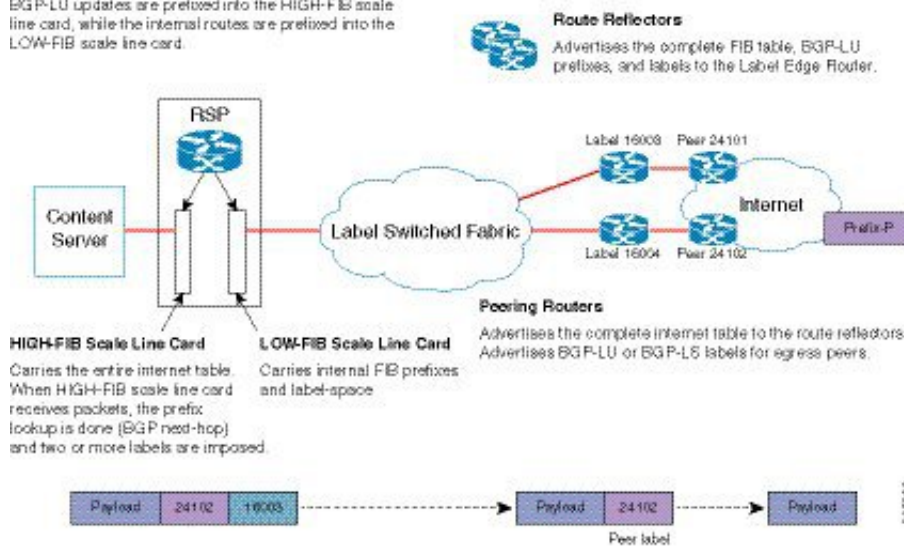 BGP-LU updates are prefixed into the HIGH-FIB scale
line card, while the internal routes are prefixed into the
LOW-FIB scale line card.
Route Reflectors
Advertises the complete FIB table, BGP-LU
prefixes, and labels to the Label Edge Router.
RSP
Label 16003 Peer 24101
Content
Server
Label Switched Fabric
Internet
Prefix-P
Label 16004 Peer 24102
Peering Routers
Advertises the complete internet table to the route reflectors
Advertises BGP-LU or BGP-LS labels for egress peers.
HIGH-FIB Scale Line Card
Carries the entire internet table.
When HIGH-FIB scale line card
receives packets, the prefix
lookup is done (BGP next-hop)
and two or more labels are imposed.
LOW-FIB Scale Line Card
Carries internal FIB prefixes
and label-space
Payload 24102 16003
Payload 24102
Payload
Peer label